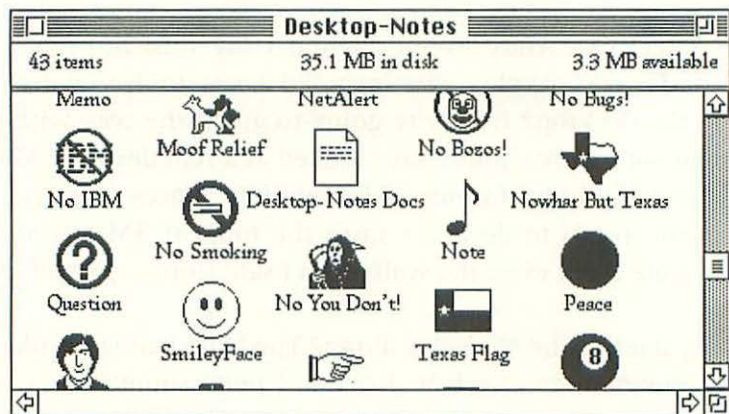 Desktop-Notes
43 items 35.1 MB in disk 3.3 MB available
Memo NetAlert No Bugs!
Moof Relief No Bozos!
No IBM Desktop-Notes Docs Nowhar But Texas
No Smoking Note
Question No You Don't! Peace
SmileyFace Texas Flag
8